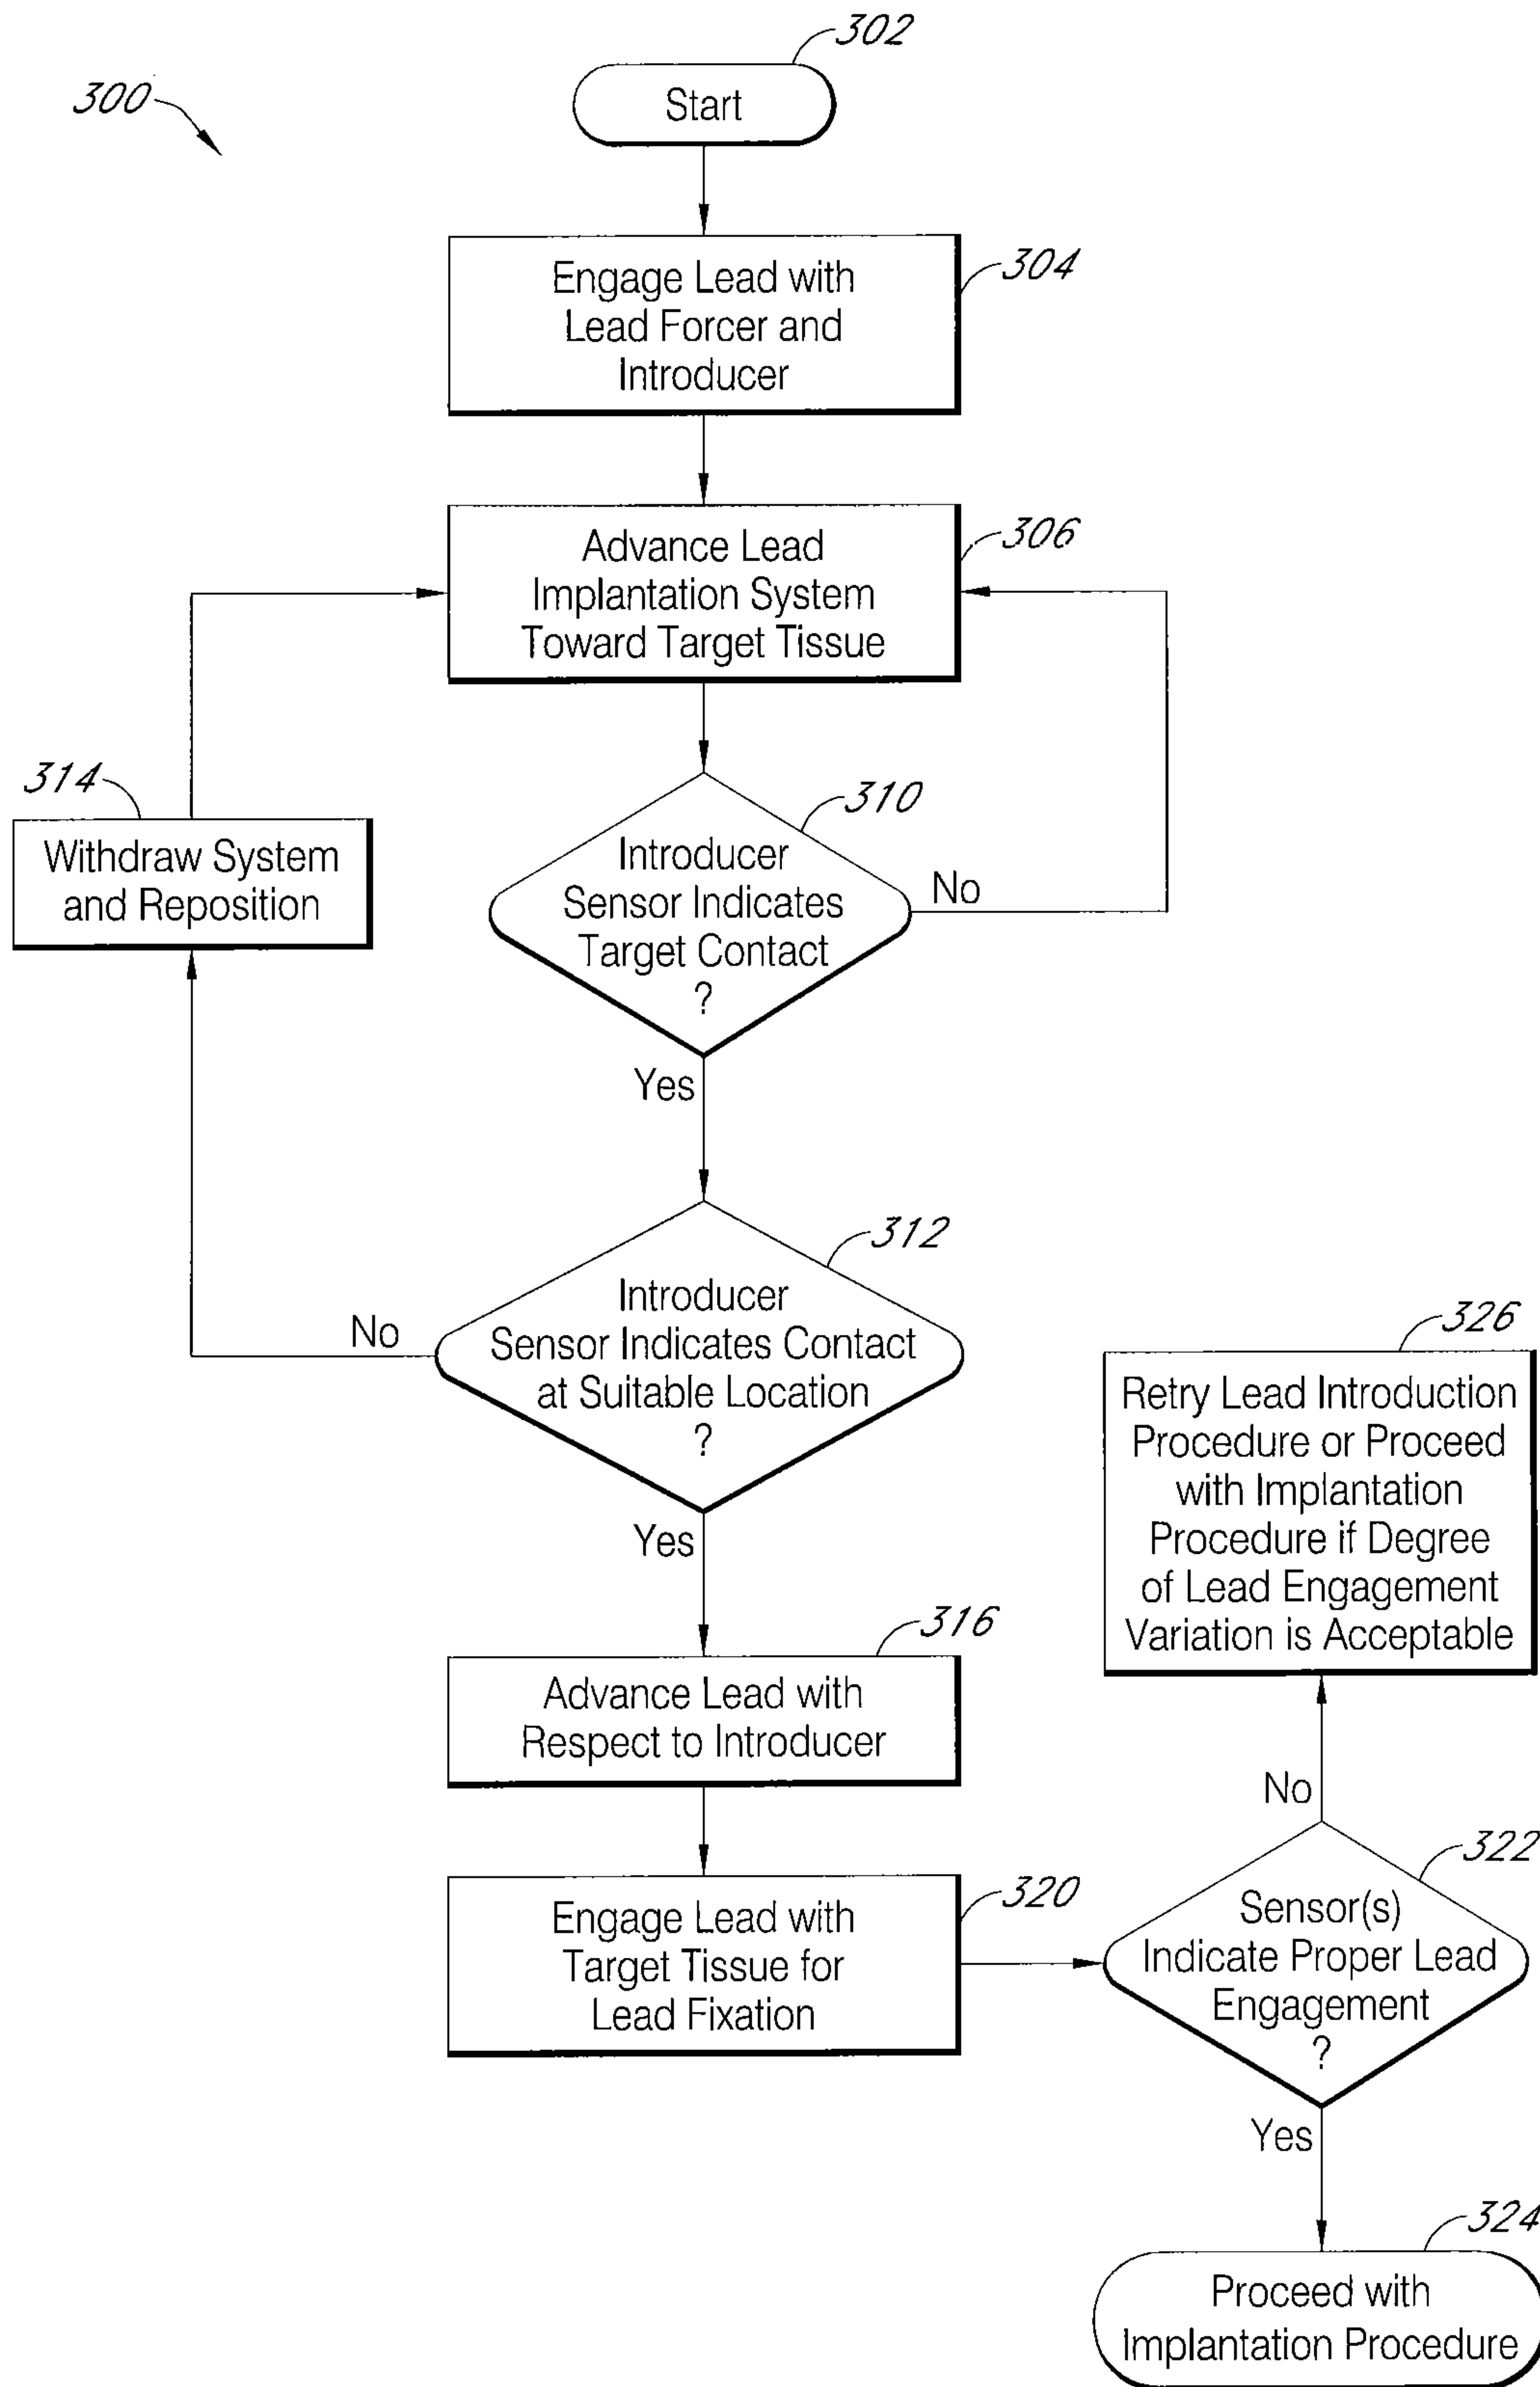 302
300
Start
304
Engage Lead with
Lead Forcer and
Introducer
306
Advance Lead
Implantation System
Toward Target Tissue
314
Withdraw System
and Reposition
310
Introducer
Sensor Indicates
Target Contact
?
No
Yes
312
Introducer
Sensor Indicates Contact
at Suitable Location
?
No
Yes
326
Retry Lead Introduction
Procedure or Proceed
with Implantation
Procedure if Degree
of Lead Engagement
Variation is Acceptable
316
Advance Lead with
Respect to Introducer
No
320
Engage Lead with
Target Tissue for
Lead Fixation
322
Sensor(s)
Indicate Proper Lead
Engagement
?
Yes
324
Proceed with
Implantation Procedure